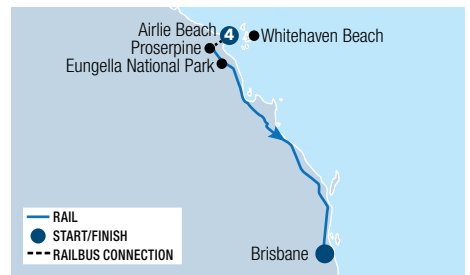 Airlie Beach
4
Whitehaven Beach
Proserpine
Eungella National Park
Brisbane
RAIL
START/FINISH
RAILBUS CONNECTION